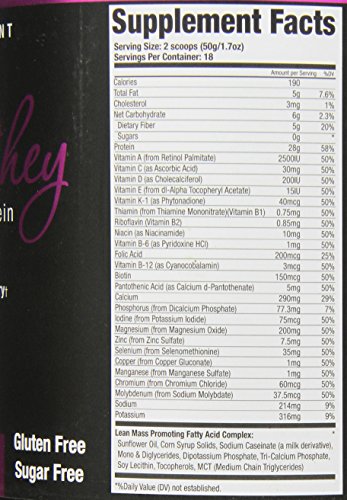 NT
hey
ein
ry†
Gluten Free
Sugar Free
Supplement Facts
Serving Size: 2 scoops (50g/1.7oz)
Servings Per Container: 18
Amount per Serving %DV
Calories 190
Total Fat 5g 7.6%
Cholesterol 3mg 1%
Net Carbohydrate 6g 2.3%
Dietary Fiber 5g 20%
Sugars 0g *
Protein 28g 58%
Vitamin A (from Retinol Palmitate) 2500IU 50%
Vitamin C (as Ascorbic Acid) 30mg 50%
Vitamin D (as Cholecalciferol) 200IU 50%
Vitamin E (from dl-Alpha Tocopheryl Acetate) 15IU 50%
Vitamin K-1 (as Phytonadione) 40mcg 50%
Thiamin (from Thiamine Mononitrate)(Vitamin B1) 0.75mg 50%
Riboflavin (Vitamin B2) 0.85mg 50%
Niacin (as Niacinamide) 10mg 50%
Vitamin B-6 (as Pyridoxine HCl) 1mg 50%
Folic Acid 200mcg 25%
Vitamin B-12 (as Cyanocobalamin) 3mcg 50%
Biotin 150mcg 50%
Pantothenic Acid (as Calcium d-Pantothenate) 5mg 50%
Calcium 290mg 29%
Phosphorus (from Dicalcium Phosphate) 77.3mg 7%
Iodine (from Potassium Iodide) 75mcg 50%
Magnesium (from Magnesium Oxide) 200mg 50%
Zinc (from Zinc Sulfate) 7.5mg 50%
Selenium (from Selenomethionine) 35mg 50%
Copper (from Copper Gluconate) 1mg 50%
Manganese (from Manganese Sulfate) 1mg 50%
Chromium (from Chromium Chloride) 60mcg 50%
Molybdenum (from Sodium Molybdate) 37.5mcg 50%
Sodium 214mg 9%
Potassium 316mg 9%
Lean Mass Promoting Fatty Acid Complex: * *
Sunflower Oil, Corn Syrup Solids, Sodium Caseinate (a milk derivative),
Mono & Diglycerides, Dipotassium Phosphate, Tri-Calcium Phosphate,
Soy Lecithin, Tocopherols, MCT (Medium Chain Triglycerides)
*%Daily Value (DV) not established.